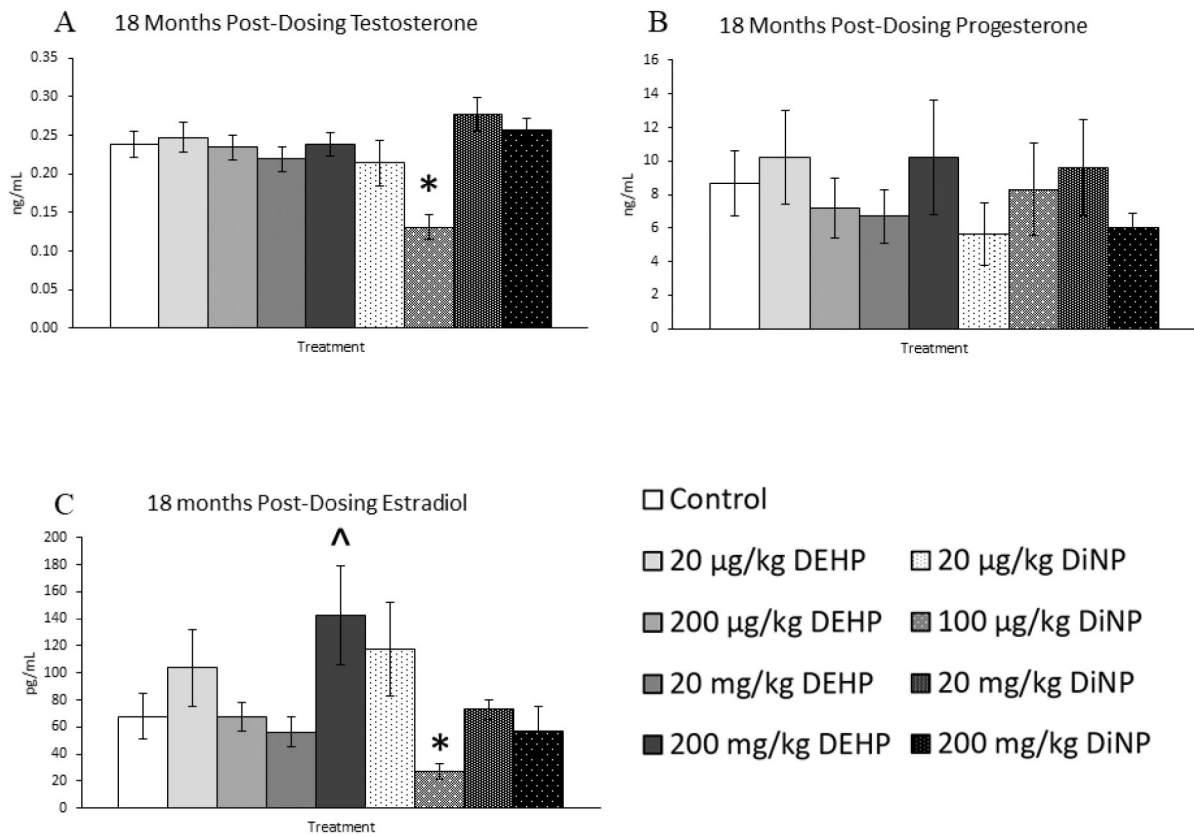 A
18 Months Post-Dosing Testosterone
0.35
0.30
0.25
0.20
0.15
0.10
0.05
0.00
ng/mL
*
Treatment
B
18 Months Post-Dosing Progesterone
16
14
12
10
8
6
4
2
0
ng/mL
Treatment
C
18 months Post-Dosing Estradiol
200
180
160
140
120
100
80
60
40
20
0
pg/mL
^
*
Treatment
Control
20 µg/kg DEHP
20 µg/kg DiNP
200 µg/kg DEHP
100 µg/kg DiNP
20 mg/kg DEHP
20 mg/kg DiNP
200 mg/kg DEHP
200 mg/kg DiNP